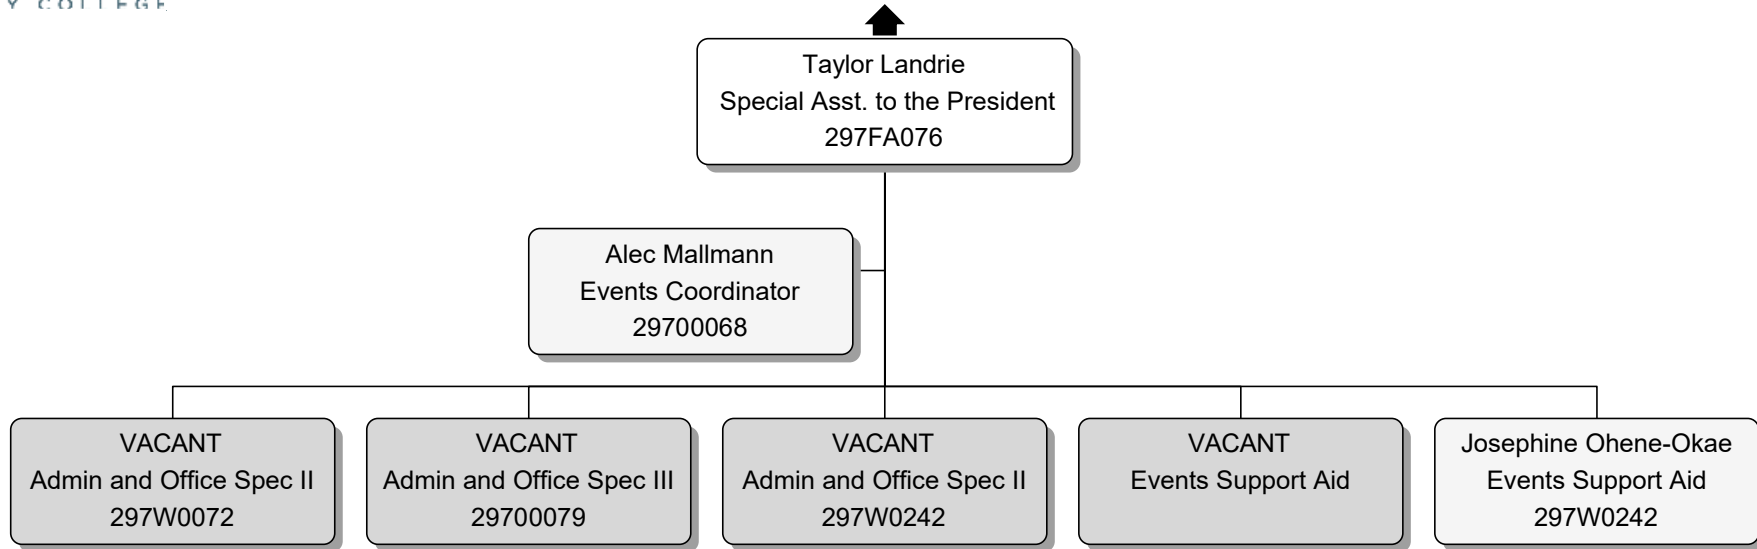 Y COLLEGE
Taylor Landrie
Special Asst. to the President
297FA076
Alec Mallmann
Events Coordinator
29700068
VACANT
Admin and Office Spec II
297W0072
VACANT
Admin and Office Spec III
29700079
VACANT
Admin and Office Spec II
297W0242
VACANT
Events Support Aid
Josephine Ohene-Okae
Events Support Aid
297W0242